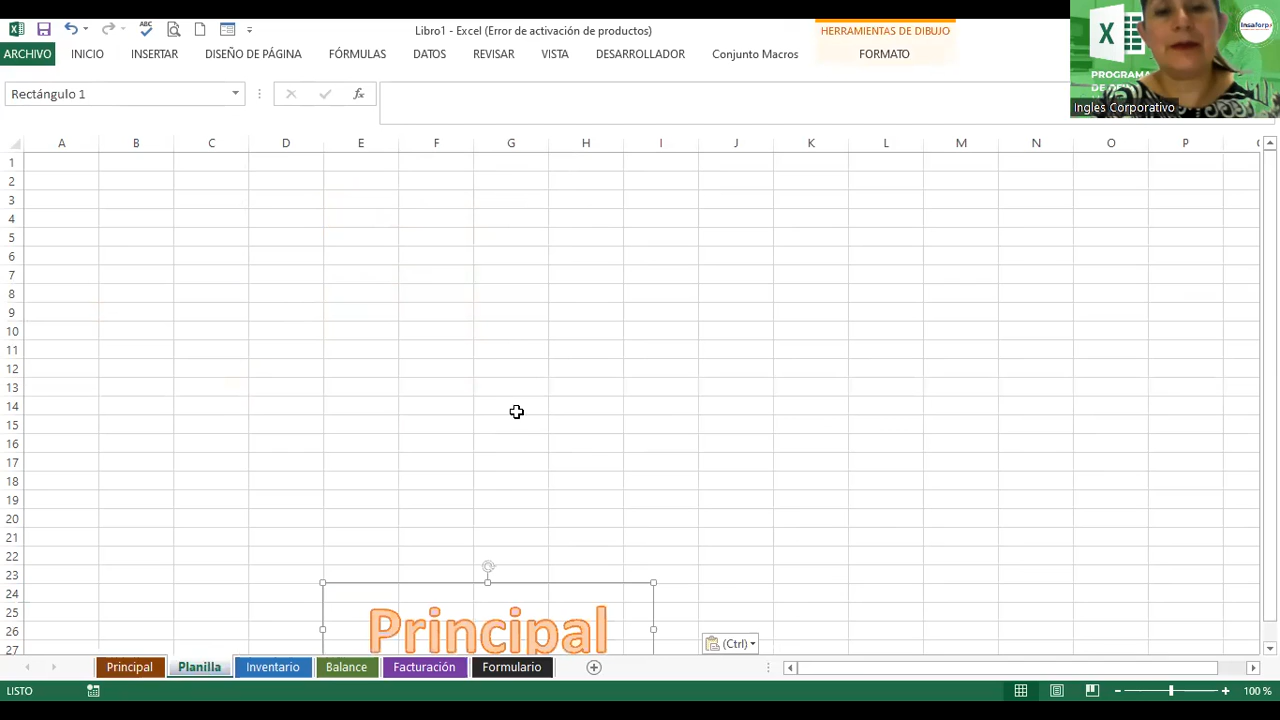 Libro1 - Excel (Error de activación de productos)
HERRAMIENTAS DE DIBUJO
ARCHIVO INICIO INSERTAR DISEÑO DE PÁGINA FÓRMULAS DATOS REVISAR VISTA DESARROLLADOR Conjunto Macros FORMATO
Insaforp
PROGRAMA
Ingles Corporativo
Rectángulo 1
fx
A B C D E F G H I J K L M N O P
1
2
3
4
5
6
7
8
9
10
11
12
13
14
15
16
17
18
19
20
21
22
23
24
25
26
27
Principal
(Ctrl)
Principal Planilla Inventario Balance Facturación Formulario
LISTO
100 %